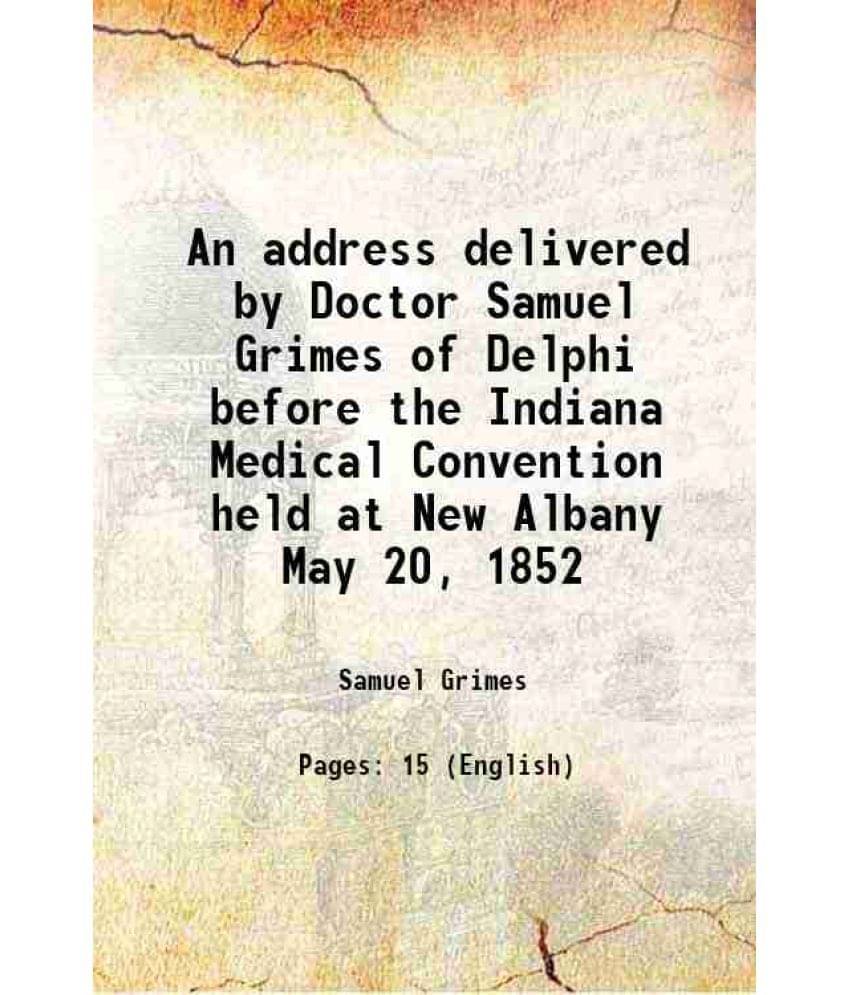 An address delivered
by Doctor Samuel
Grimes of Delphi
before the Indiana
Medical Convention
held at New Albany
May 20, 1852
Samuel Grimes
Pages: 15 (English)